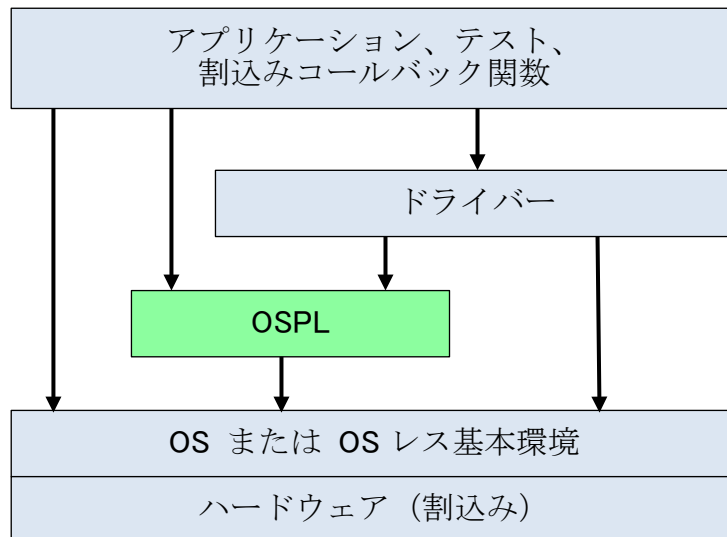 アプリケーション、テスト、
割込みコールバック関数
ドライバー
OSPL
OS または OS レス基本環境
ハードウェア（割込み）